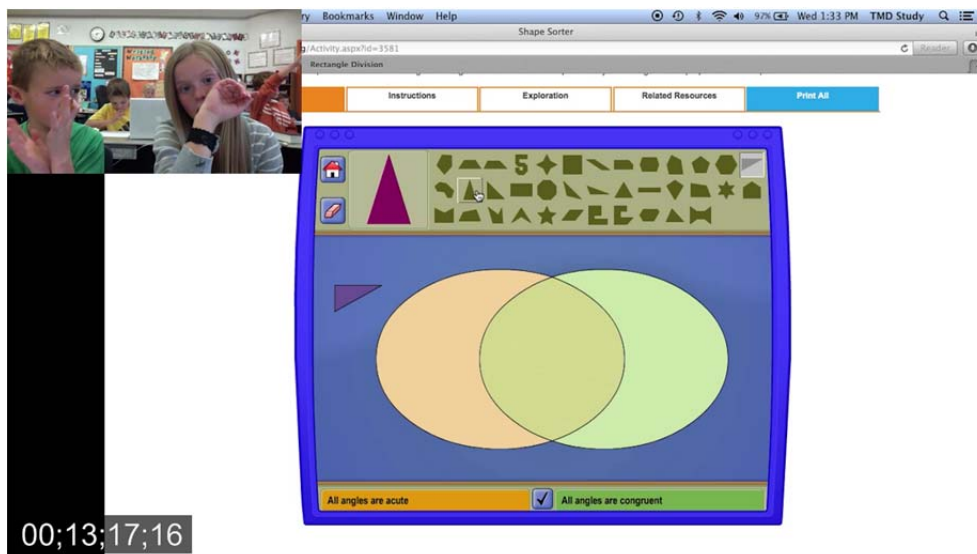 ry Bookmarks Window Help 97% Wed 1:33 PM TMD Study
Shape Sorter
g/Activity.aspx?id=3581 Reader
Rectangle Division
Instructions Exploration Related Resources Print All
5
All angles are acute All angles are congruent
00;13;17;16